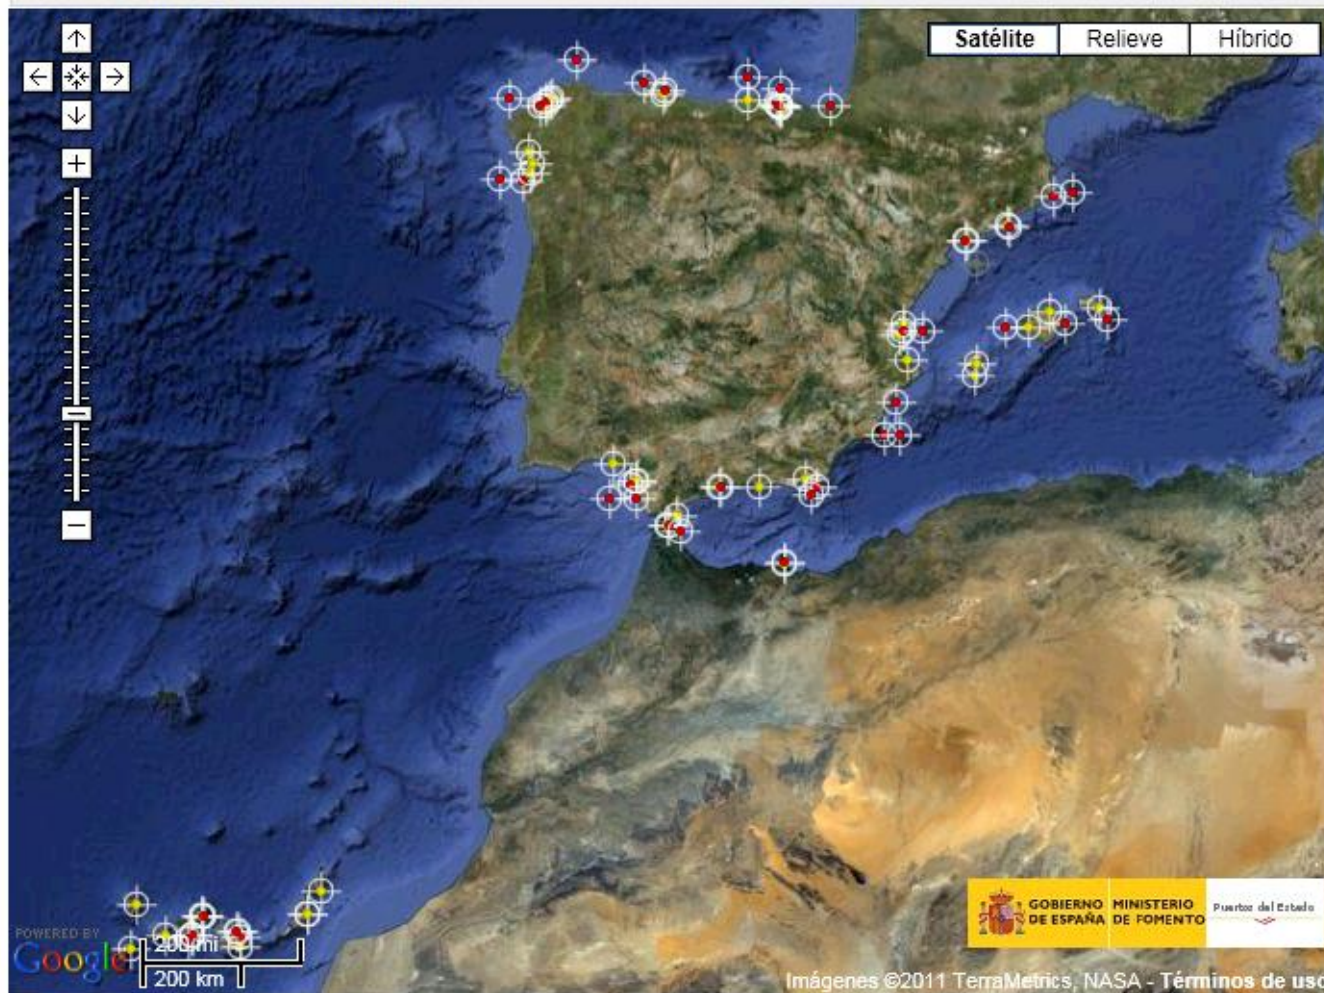 Satélite
Relieve
Híbrido
GOBIERNO
DE ESPAÑA
MINISTERIO
DE FOMENTO
Puertos del Estado
POWERED BY
Google
200 mi
200 km
Imágenes ©2011 TerraMetrics, NASA - Términos de uso